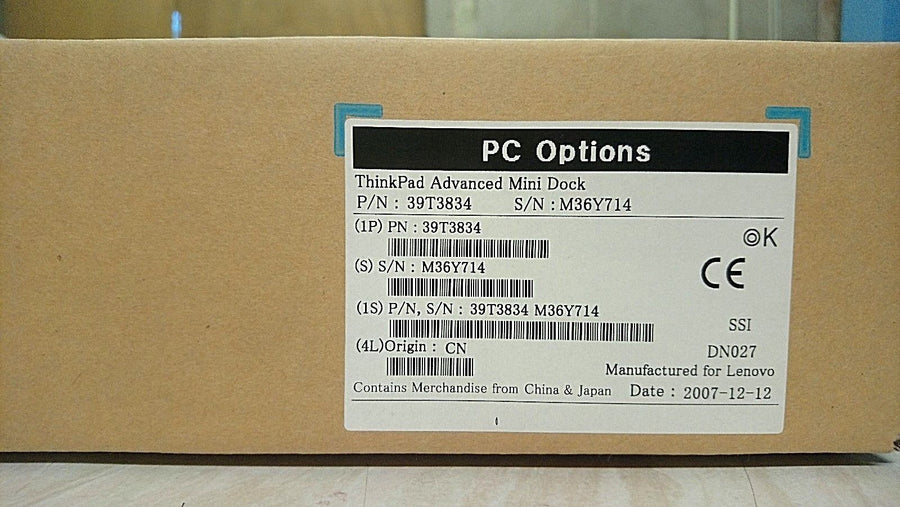 PC Options
ThinkPad Advanced Mini Dock
P/N : 39T3834 S/N : M36Y714
(1P) PN : 39T3834
◎K
(S) S/N : M36Y714
CE
(1S) P/N, S/N : 39T3834 M36Y714
SSI
(4L)Origin : CN
DN027
Manufactured for Lenovo
Contains Merchandise from China & Japan Date : 2007-12-12